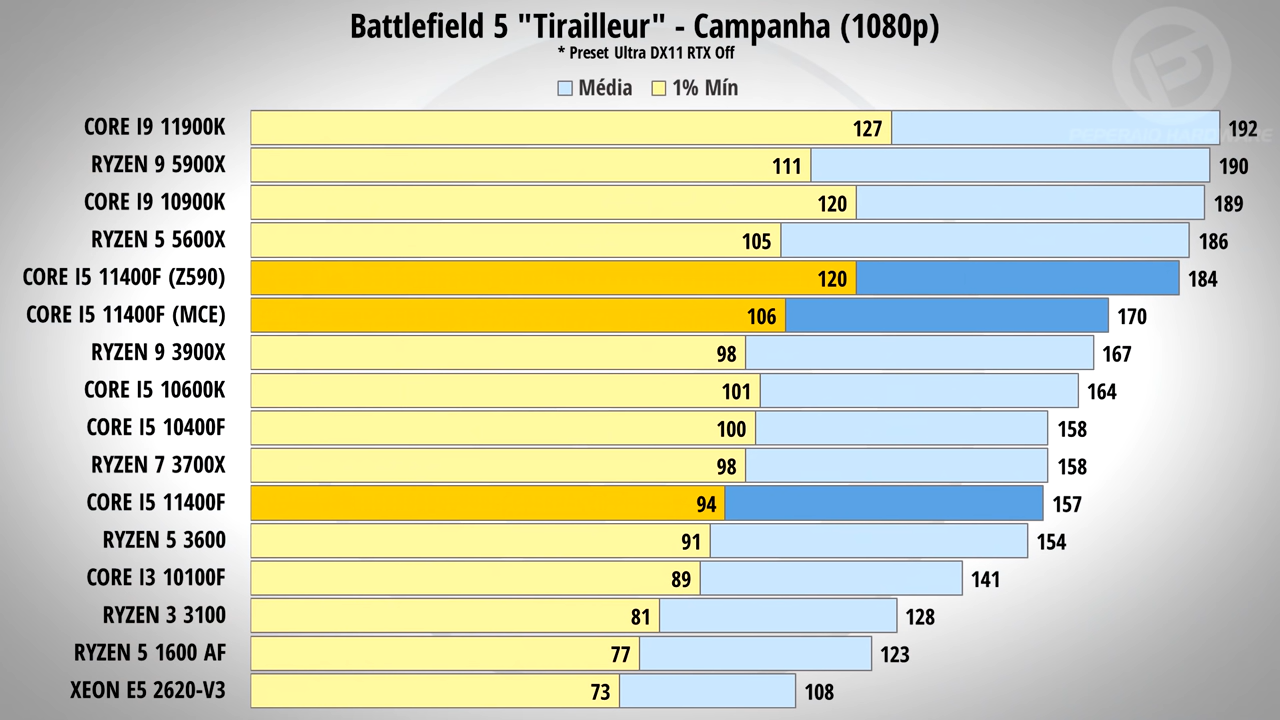 Battlefield 5 "Tirailleur" - Campanha (1080p)
* Preset Ultra DX11 RTX Off
Média 1% Mín
PEPERINO HARDWARE
CORE I9 11900K 127 192
RYZEN 9 5900X 111 190
CORE I9 10900K 120 189
RYZEN 5 5600X 105 186
CORE I5 11400F (Z590) 120 184
CORE I5 11400F (MCE) 106 170
RYZEN 9 3900X 98 167
CORE I5 10600K 101 164
CORE I5 10400F 100 158
RYZEN 7 3700X 98 158
CORE I5 11400F 94 157
RYZEN 5 3600 91 154
CORE I3 10100F 89 141
RYZEN 3 3100 81 128
RYZEN 5 1600 AF 77 123
XEON E5 2620-V3 73 108